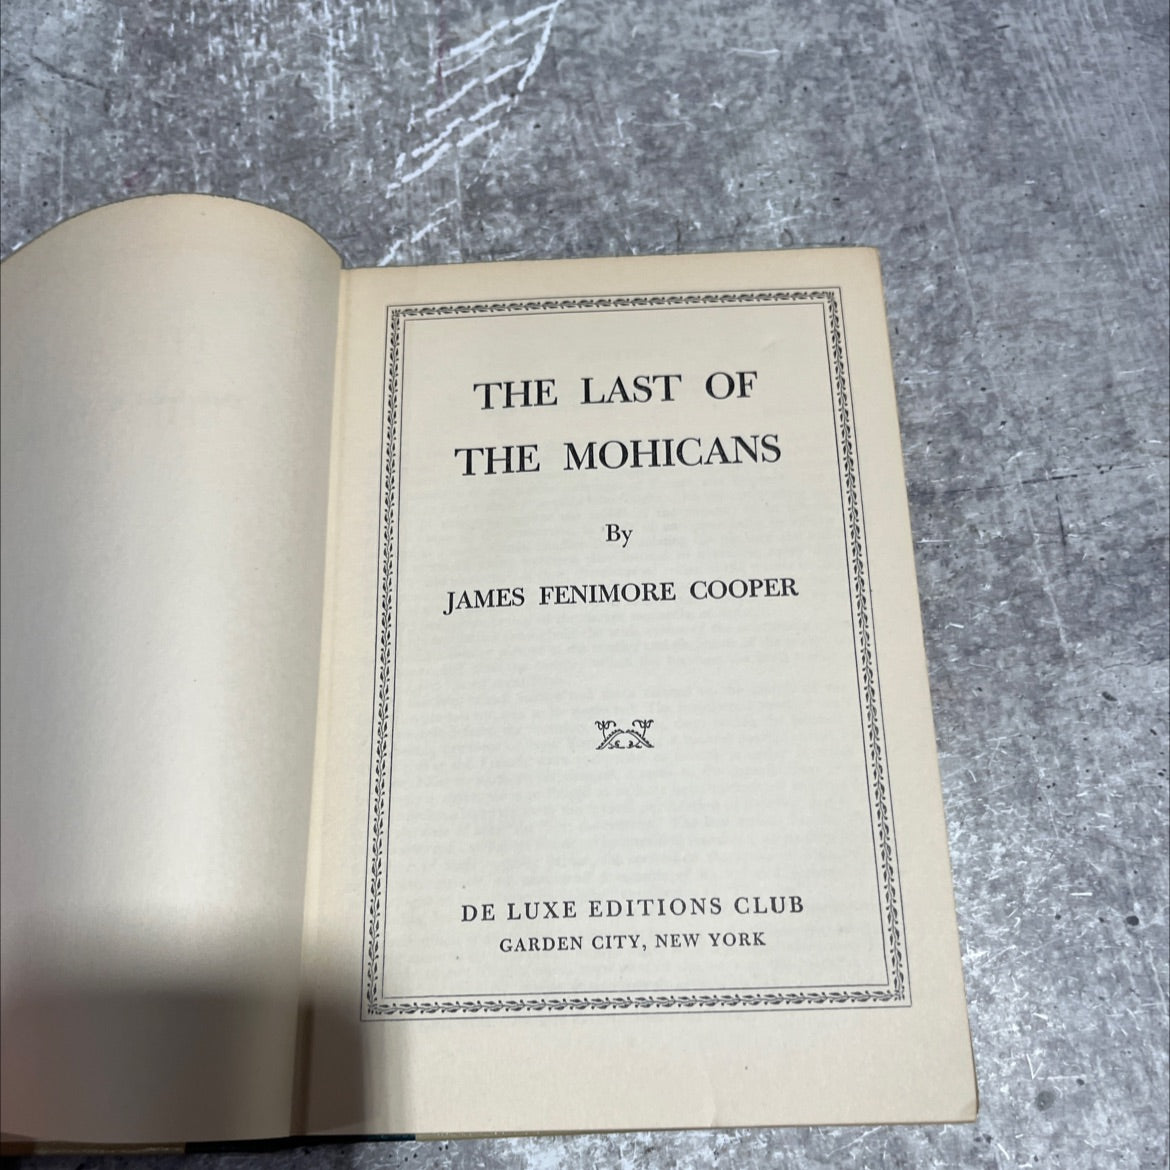 THE LAST OF
THE MOHICANS
By
JAMES FENIMORE COOPER
DE LUXE EDITIONS CLUB
GARDEN CITY, NEW YORK